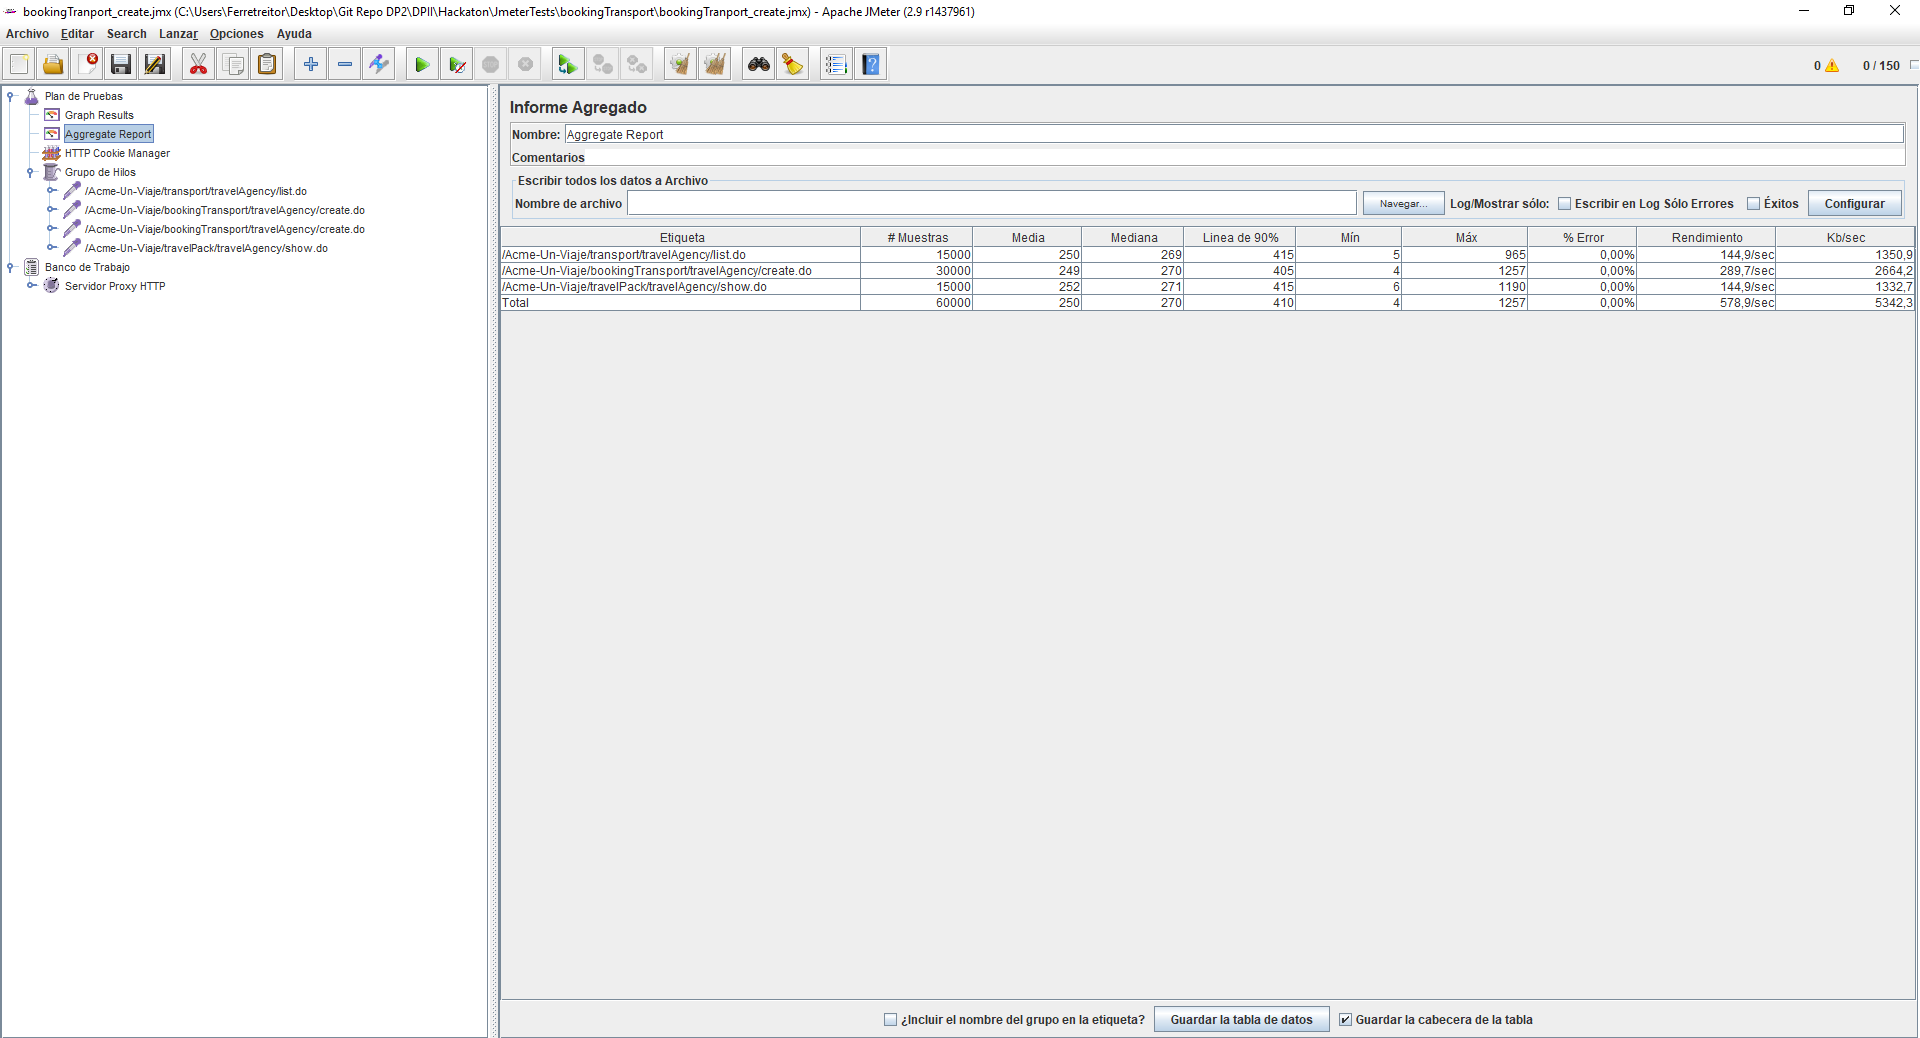 bookingTranport_create.jmx (C:\Users\Ferretreitor\Desktop\Git Repo DP2\DPII\Hackaton\JmeterTests\bookingTransport\bookingTranport_create.jmx) - Apache JMeter (2.9 r1437961)
Archivo Editar Search Lanzar Opciones Ayuda
0 0 / 150
Plan de Pruebas
Graph Results
Aggregate Report
HTTP Cookie Manager
Grupo de Hilos
/Acme-Un-Viaje/transport/travelAgency/list.do
/Acme-Un-Viaje/bookingTransport/travelAgency/create.do
/Acme-Un-Viaje/bookingTransport/travelAgency/create.do
/Acme-Un-Viaje/travelPack/travelAgency/show.do
Banco de Trabajo
Servidor Proxy HTTP
Informe Agregado
Nombre: Aggregate Report
Comentarios
Escribir todos los datos a Archivo
Nombre de archivo Navegar... Log/Mostrar sólo: Escribir en Log Sólo Errores Éxitos Configurar
Etiqueta # Muestras Media Mediana Linea de 90% Mín Máx % Error Rendimiento Kb/sec
/Acme-Un-Viaje/transport/travelAgency/list.do 15000 250 269 415 5 965 0,00% 144,9/sec 1350,9
/Acme-Un-Viaje/bookingTransport/travelAgency/create.do 30000 249 270 405 4 1257 0,00% 289,7/sec 2664,2
/Acme-Un-Viaje/travelPack/travelAgency/show.do 15000 252 271 415 6 1190 0,00% 144,9/sec 1332,7
Total 60000 250 270 410 4 1257 0,00% 578,9/sec 5342,3
¿Incluir el nombre del grupo en la etiqueta? Guardar la tabla de datos Guardar la cabecera de la tabla